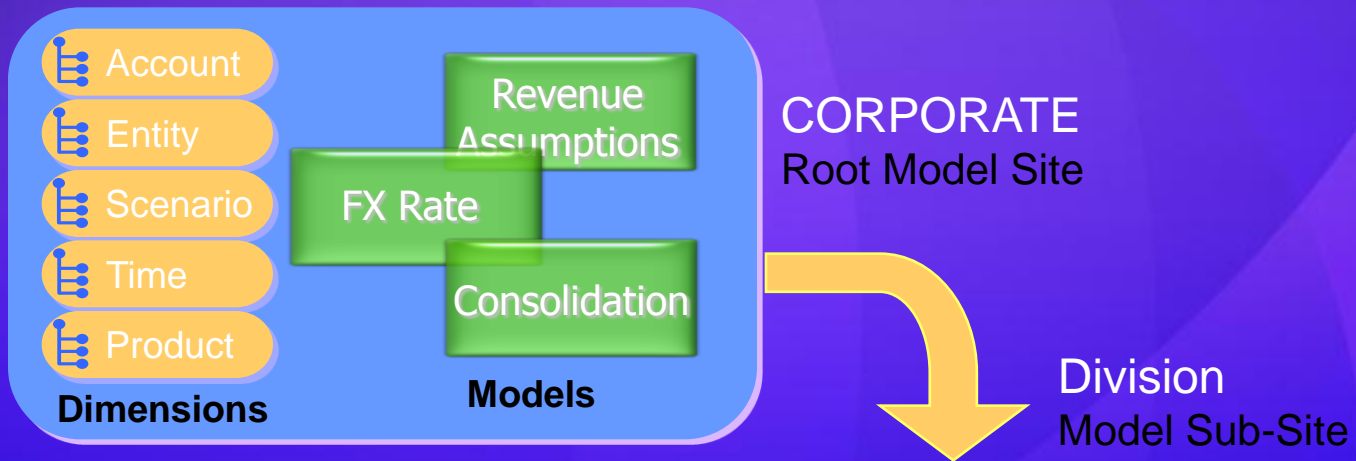 Account
Entity
Scenario
Time
Product
Dimensions
Revenue
Assumptions
FX Rate
Consolidation
Models
CORPORATE
Root Model Site
Division
Model Sub-Site